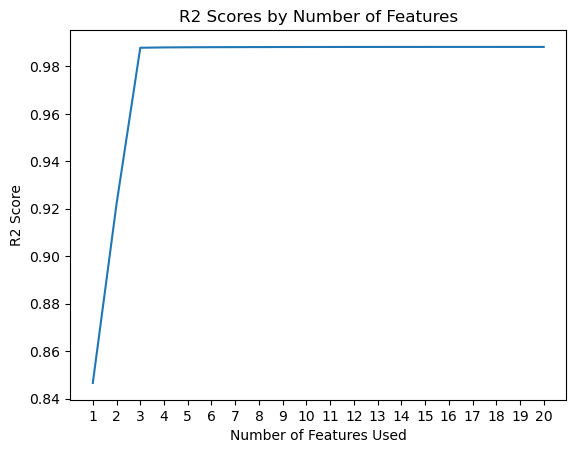 R2 Scores by Number of Features
R2 Score
0.98
0.96
0.94
0.92
0.90
0.88
0.86
0.84
1 2 3 4 5 6 7 8 9 10 11 12 13 14 15 16 17 18 19 20
Number of Features Used